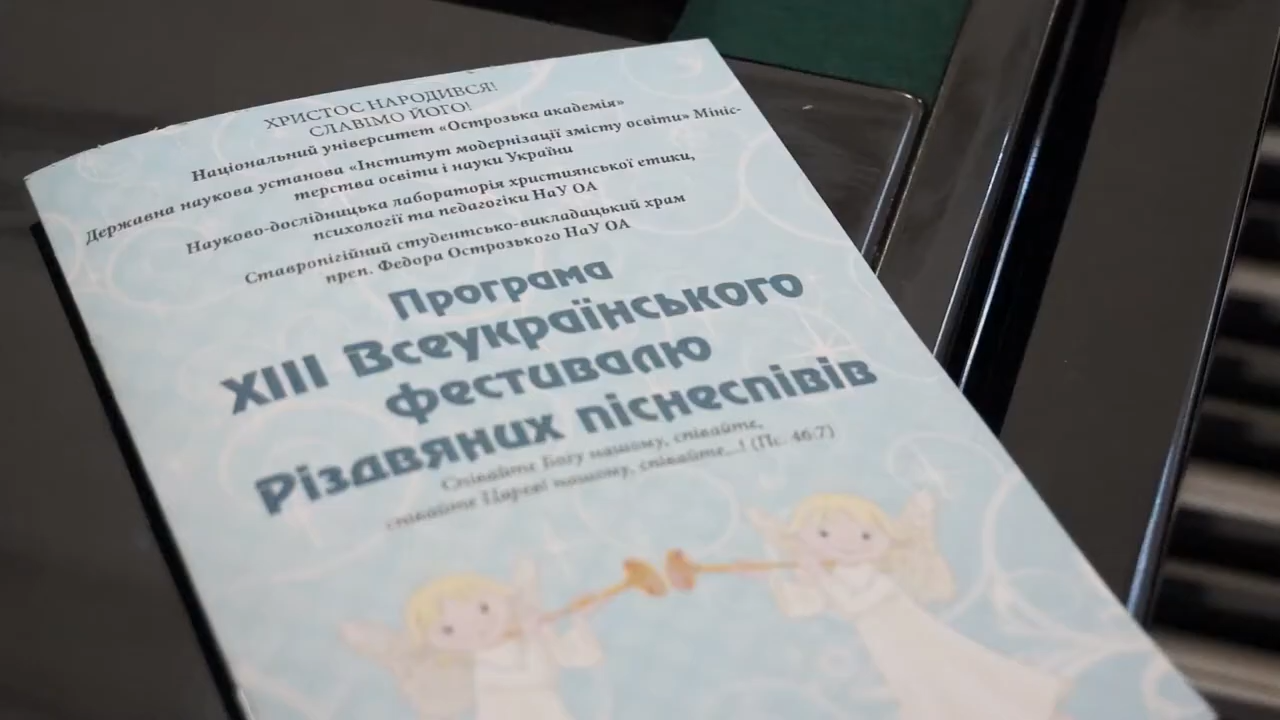 ХРИСТОС НАРОДИВСЯ!
СЛАВІМО ЙОГО!
Національний університет «Острозька академія»
Державна наукова установа «Інститут модернізації змісту освіти» Мініс-
терства освіти і науки України
Науково-дослідницька лабораторія християнської етики,
психології та педагогіки НаУ ОА
Ставропігійний студентсько-викладацький храм
преп. Федора Острозького НаУ ОА
Програма
XIII Всеукраїнського
фестивалю
Різдвяних піснеспівів
Співайте Богу нашому, співайте,
співайте Цареві нашому, співайте...! (Пс. 46:7)